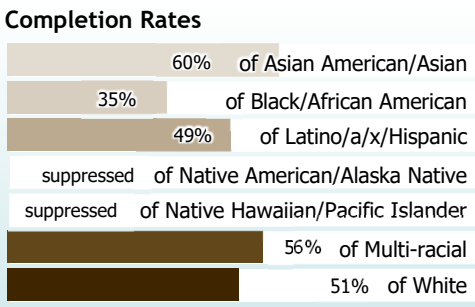 Completion Rates
60% of Asian American/Asian
35% of Black/African American
49% of Latino/a/x/Hispanic
suppressed of Native American/Alaska Native
suppressed of Native Hawaiian/Pacific Islander
56% of Multi-racial
51% of White